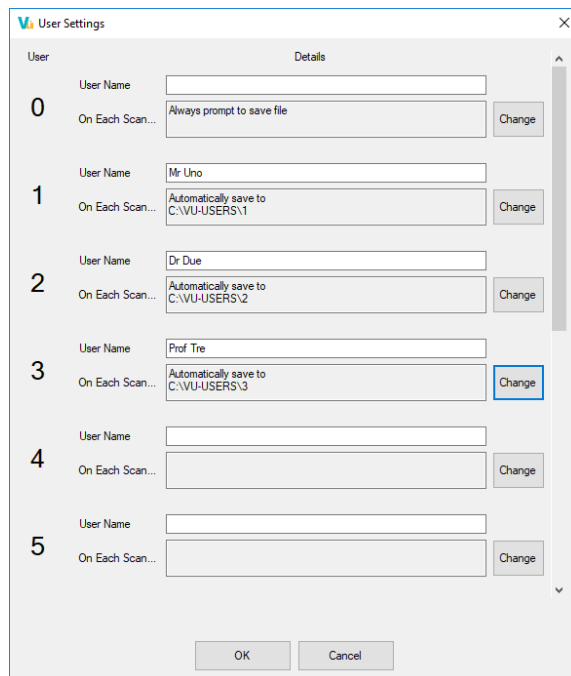 User Settings
User Details
0
User Name
On Each Scan... Always prompt to save file Change
1
User Name Mr Uno
On Each Scan... Automatically save to
C:\VU-USERS\1 Change
2
User Name Dr Due
On Each Scan... Automatically save to
C:\VU-USERS\2 Change
3
User Name Prof Tre
On Each Scan... Automatically save to
C:\VU-USERS\3 Change
4
User Name
On Each Scan... Change
5
User Name
On Each Scan... Change
OK Cancel